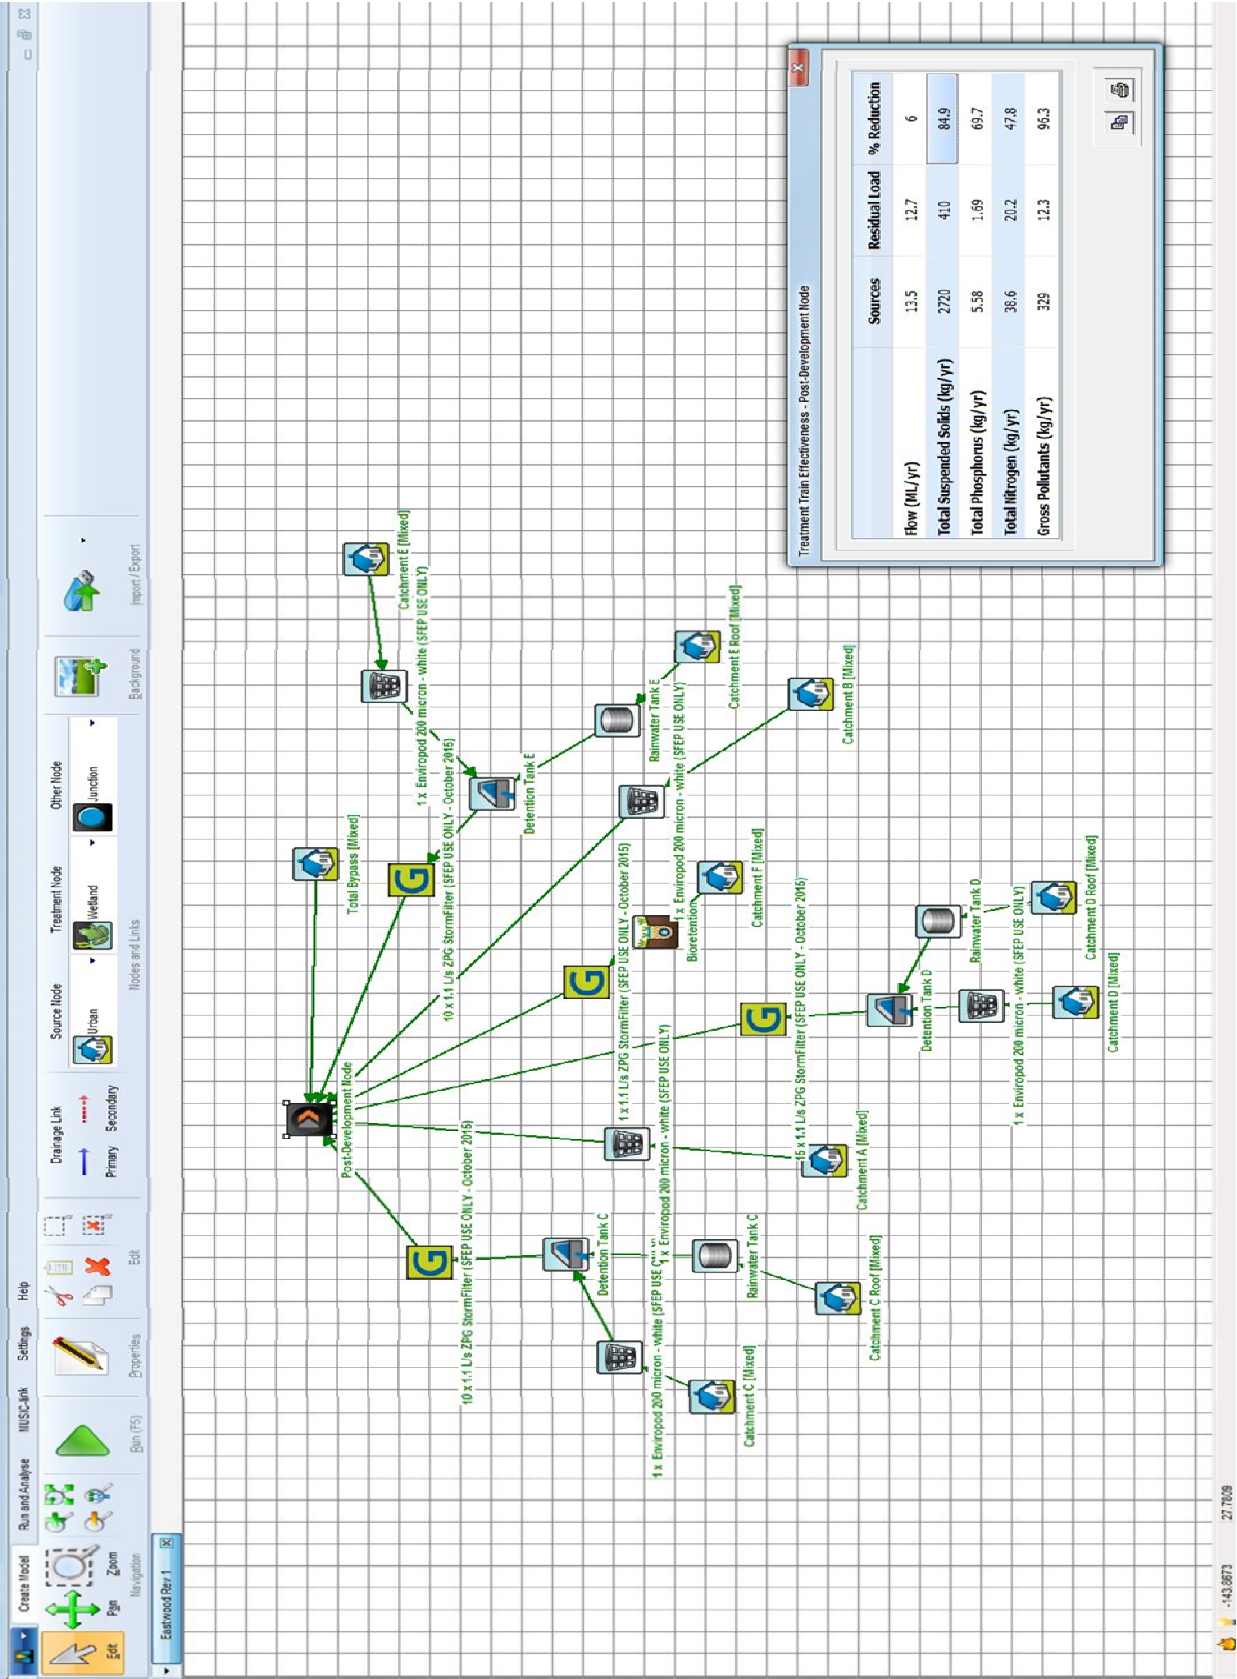 Create Model
Run and Analyse
MUSIC-link
Settings
Help
Edit
Pan
Zoom
Navigation
Run (F5)
Properties
Edit
Drainage Link
Primary
Secondary
Source Node
Urban
Treatment Node
Wetland
Other Node
Junction
Nodes and Links
Background
Import / Export
Eastwood Rev 1
Post-Development Node
Total Bypass [Mixed]
Catchment E [Mixed]
1 x Enviropod 200 micron - white (SFEP USE ONLY)
10 x 1.1 L/s ZPG StormFilter (SFEP USE ONLY - October 2015)
Detention Tank E
Rainwater Tank E
Catchment E Roof [Mixed]
1 x Enviropod 200 micron - white (SFEP USE ONLY)
Catchment B [Mixed]
1 x 1.1 L/s ZPG StormFilter (SFEP USE ONLY - October 2015)
Bioretention
Catchment F [Mixed]
15 x 1.1 L/s ZPG StormFilter (SFEP USE ONLY - October 2015)
Detention Tank D
Rainwater Tank D
1 x Enviropod 200 micron - white (SFEP USE ONLY)
Catchment D Roof [Mixed]
Catchment D [Mixed]
1 x Enviropod 200 micron - white (SFEP USE ONLY)
Catchment A [Mixed]
10 x 1.1 L/s ZPG StormFilter (SFEP USE ONLY - October 2015)
Detention Tank C
Rainwater Tank C
Catchment C Roof [Mixed]
1 x Enviropod 200 micron - white (SFEP USE
Catchment C [Mixed]
Treatment Train Effectiveness - Post-Development Node
Sources Residual Load % Reduction
Flow (ML/yr) 13.5 12.7 6
Total Suspended Solids (kg/yr) 2720 410 84.9
Total Phosphorus (kg/yr) 5.58 1.69 69.7
Total Nitrogen (kg/yr) 38.6 20.2 47.8
Gross Pollutants (kg/yr) 329 12.3 96.3
-143.8673 27.7809